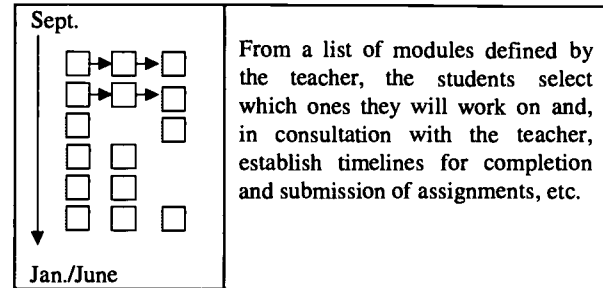 Sept.
Jan./June
From a list of modules defined by
the teacher, the students select
which ones they will work on and,
in consultation with the teacher,
establish timelines for completion
and submission of assignments, etc.